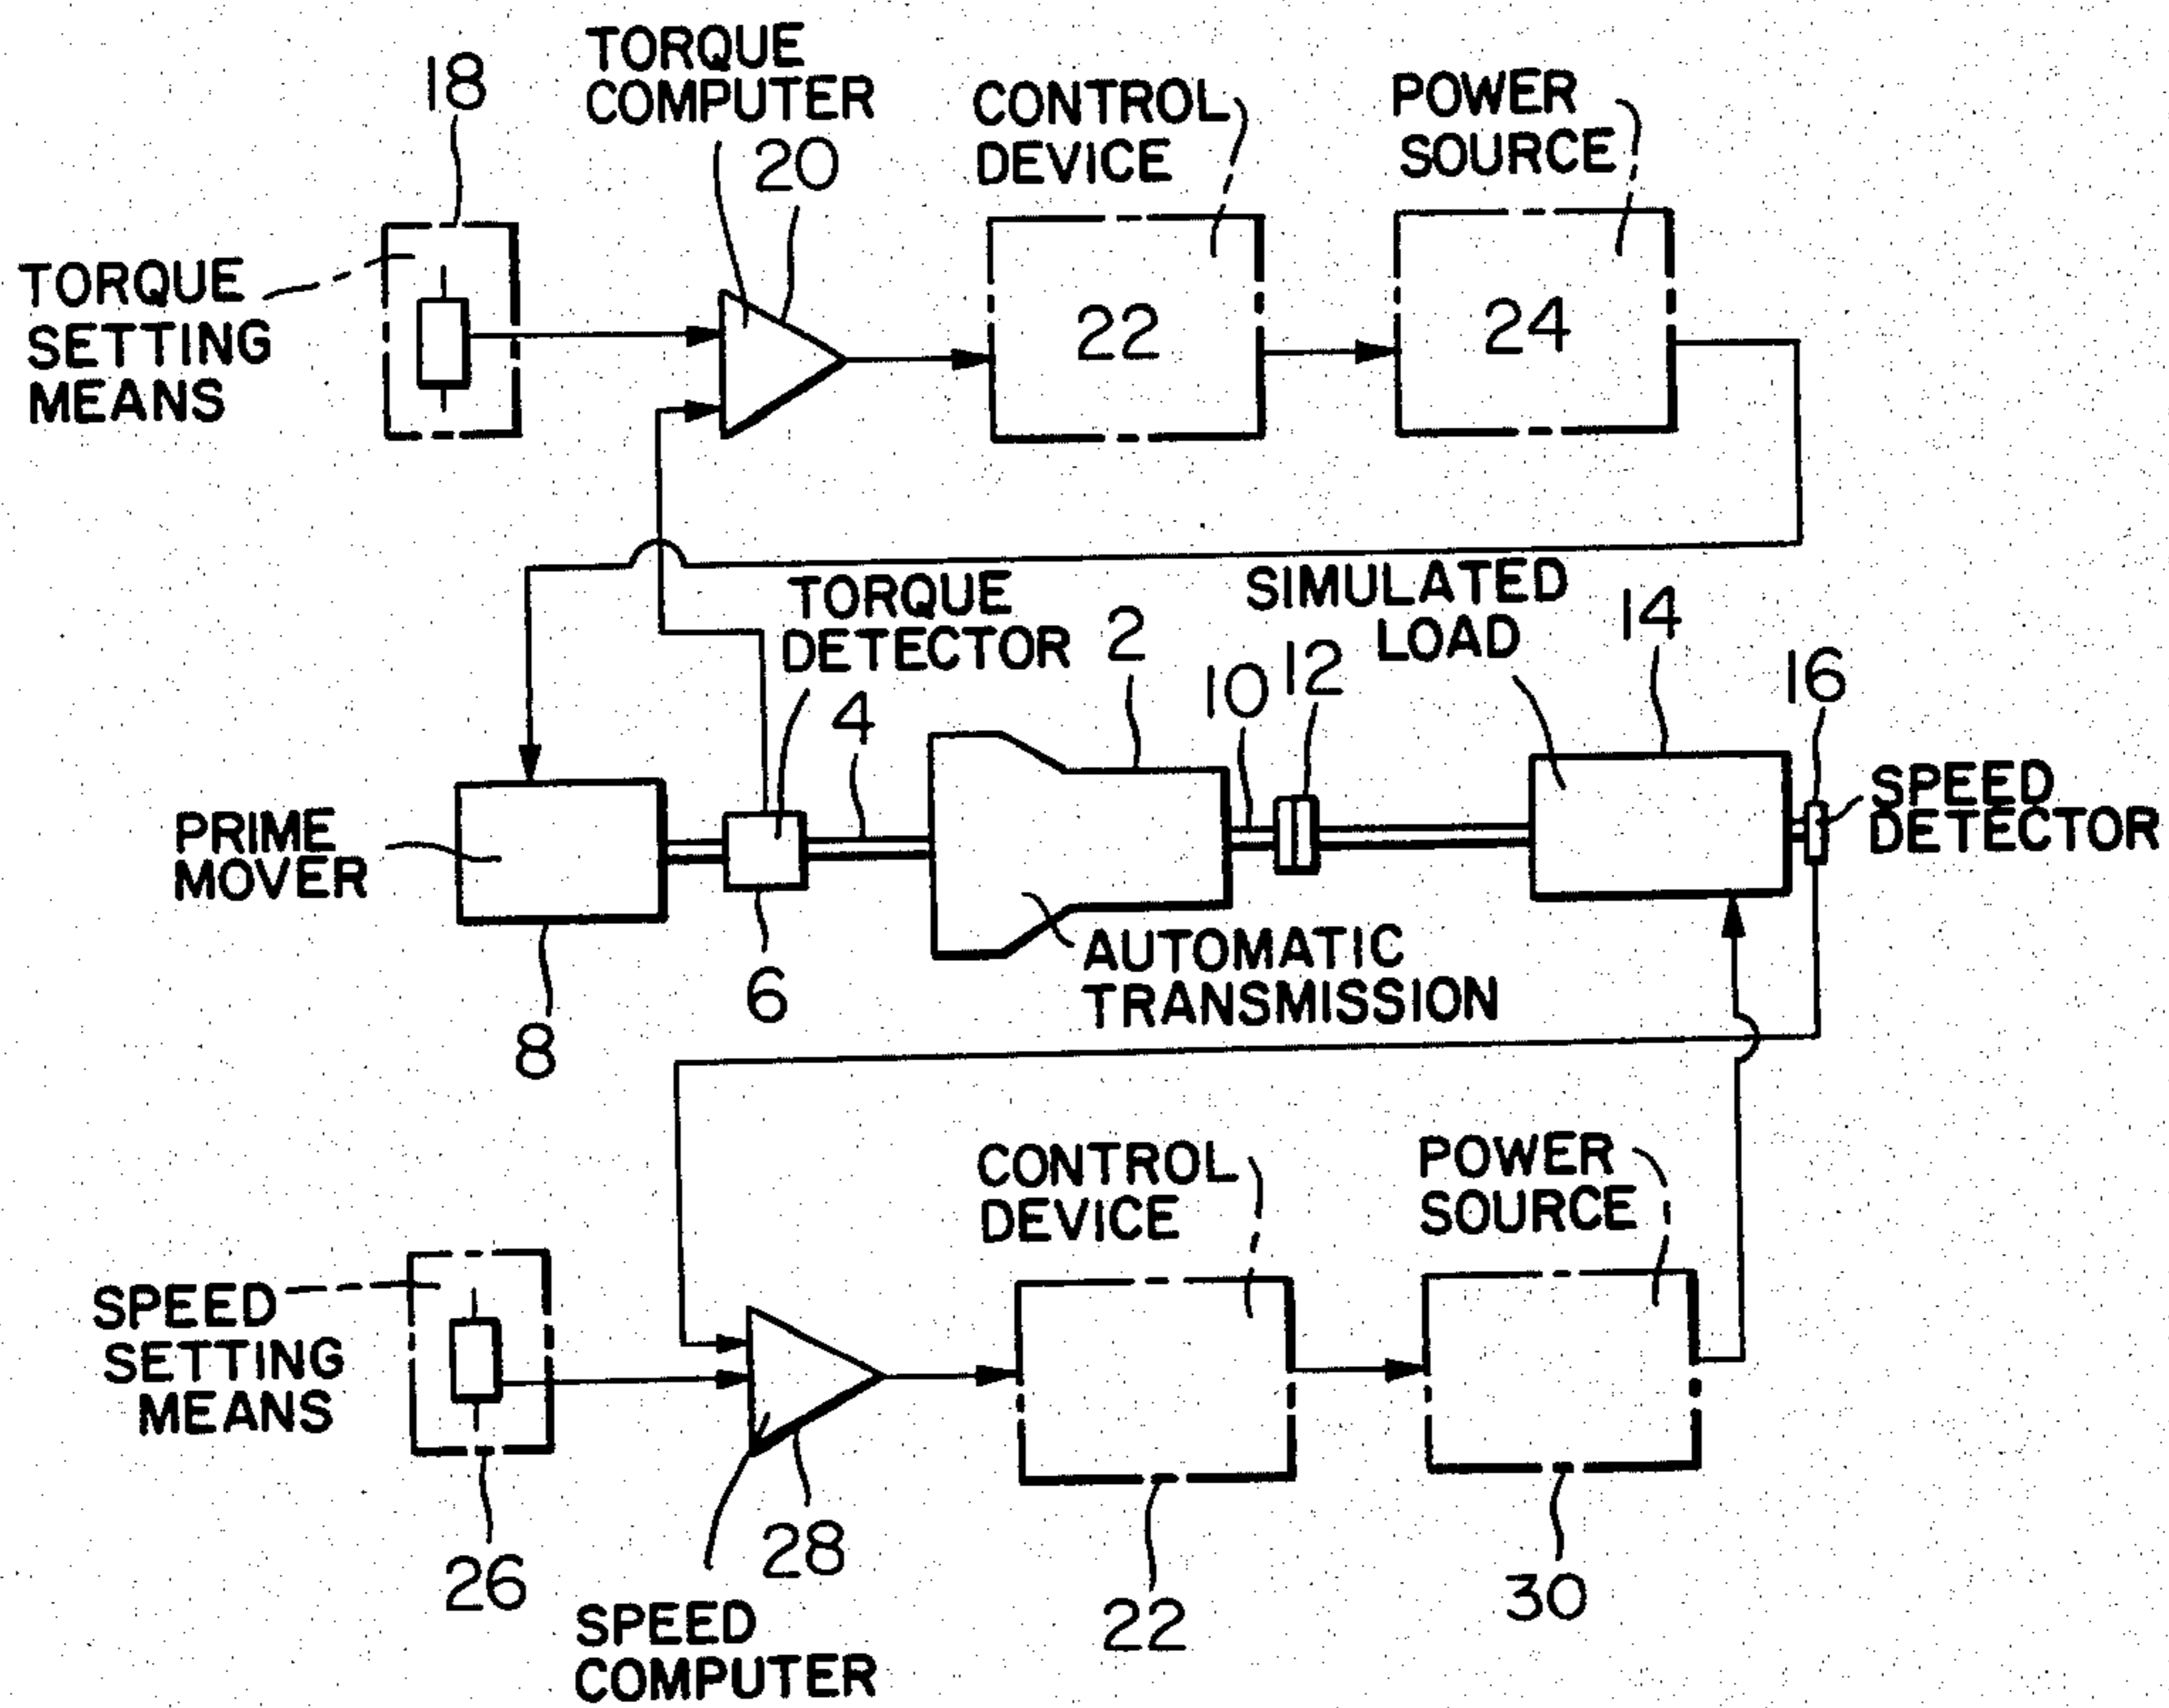 18
TORQUE
COMPUTER
20
CONTROL
DEVICE
POWER
SOURCE
TORQUE
SETTING
MEANS
22
24
TORQUE
DETECTOR
4
2
10
12
SIMULATED
LOAD
14
16
SPEED
DETECTOR
PRIME
MOVER
8
6
AUTOMATIC
TRANSMISSION
CONTROL
DEVICE
POWER
SOURCE
SPEED
SETTING
MEANS
26
28
SPEED
COMPUTER
22
30